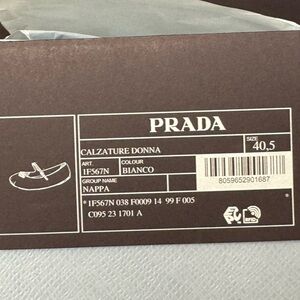 PRADA
SIZE
CALZATURE DONNA
40,5
ART. COLOUR
1F567N BIANCO
GROUP NAME
NAPPA
8059652901687
*1F567N 038 F0009 14 99 F 005
C095 23 1701 A